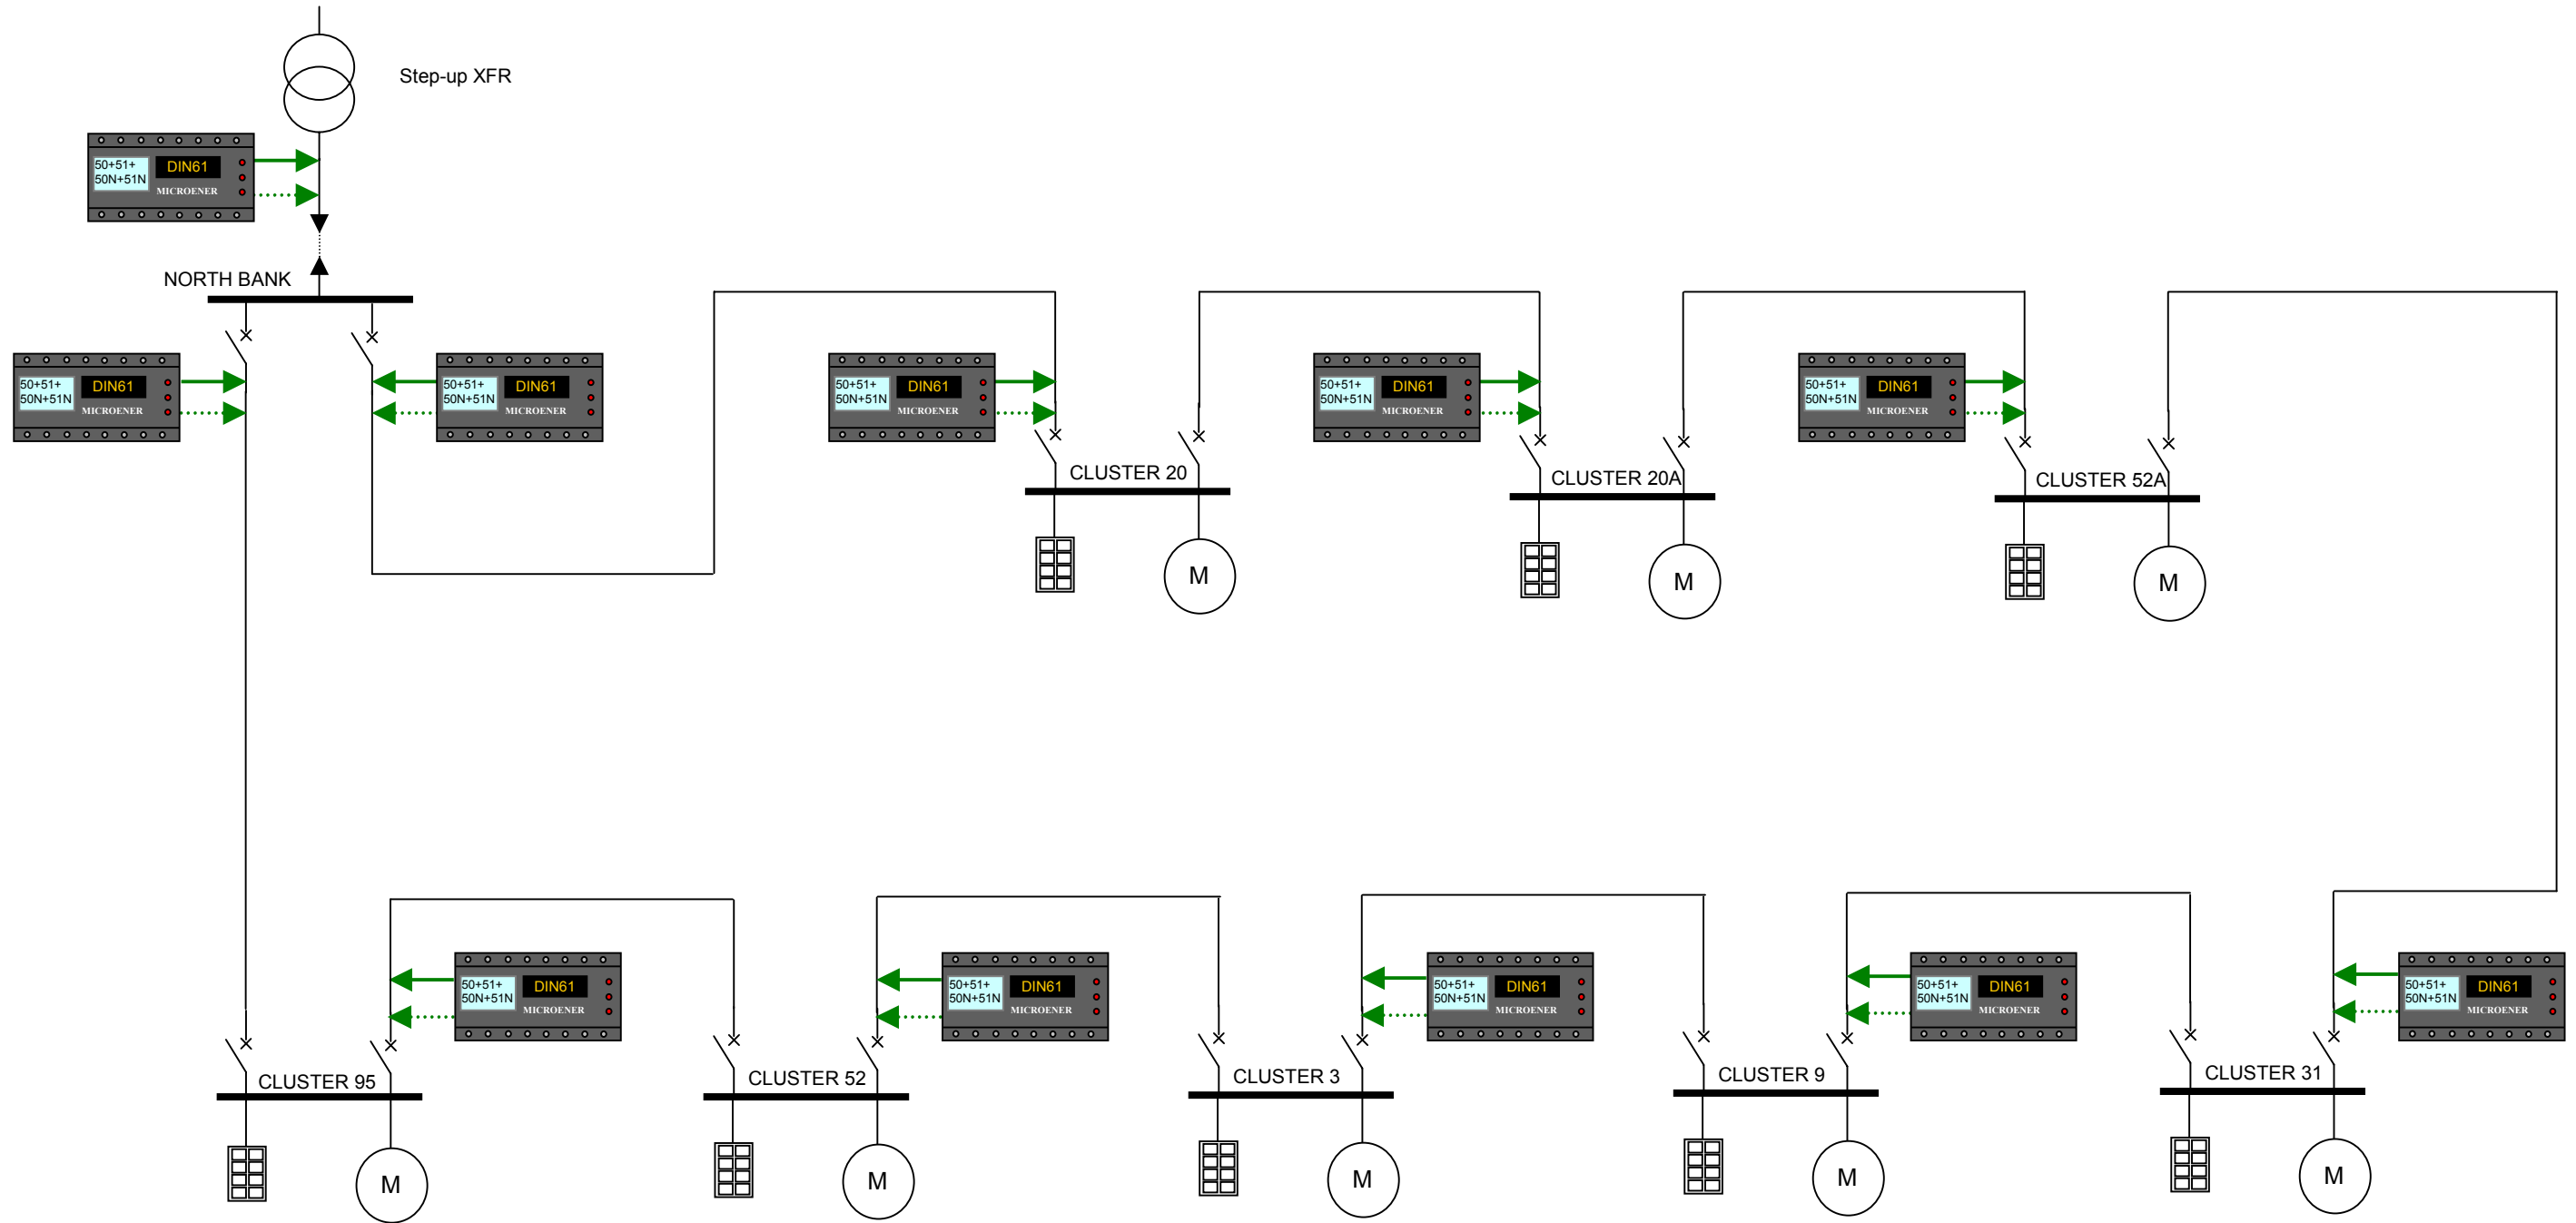 Step-up XFR
50+51+
50N+51N
DIN61
MICROENER
NORTH BANK
50+51+
50N+51N
DIN61
MICROENER
50+51+
50N+51N
DIN61
MICROENER
50+51+
50N+51N
DIN61
MICROENER
50+51+
50N+51N
DIN61
MICROENER
50+51+
50N+51N
DIN61
MICROENER
CLUSTER 20
CLUSTER 20A
CLUSTER 52A
M
M
M
50+51+
50N+51N
DIN61
MICROENER
50+51+
50N+51N
DIN61
MICROENER
50+51+
50N+51N
DIN61
MICROENER
50+51+
50N+51N
DIN61
MICROENER
50+51+
50N+51N
DIN61
MICROENER
CLUSTER 95
CLUSTER 52
CLUSTER 3
CLUSTER 9
CLUSTER 31
M
M
M
M
M